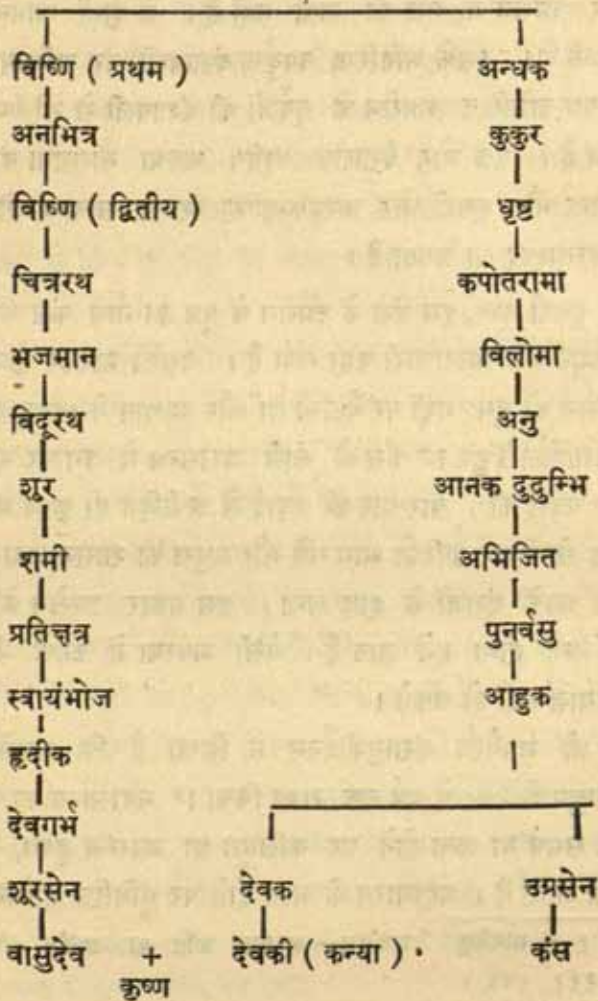 विष्णि ( प्रथम ) अन्धक
अनभित्र कुकुर
विष्णि ( द्वितीय ) धृष्ट
चित्ररथ कपोतरामा
भजमान विलोमा
विदूरथ अनु
शुर आनक दुदुम्भि
शमी अभिजित
प्रतिक्षत्र पुनर्वसु
स्त्रायंभोज आहुक
हृदीक
देवगर्भ
शूरसेन देवक उग्रसेन
वासुदेव + देवकी ( कन्या ) · कंस
कृष्ण